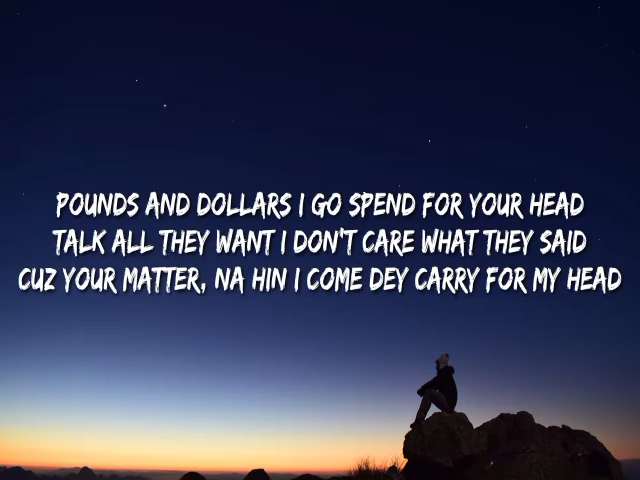 POUNDS AND DOLLARS I GO SPEND FOR YOUR HEAD
TALK ALL THEY WANT I DON'T CARE WHAT THEY SAID
CUZ YOUR MATTER, NA HIN I COME DEY CARRY FOR MY HEAD